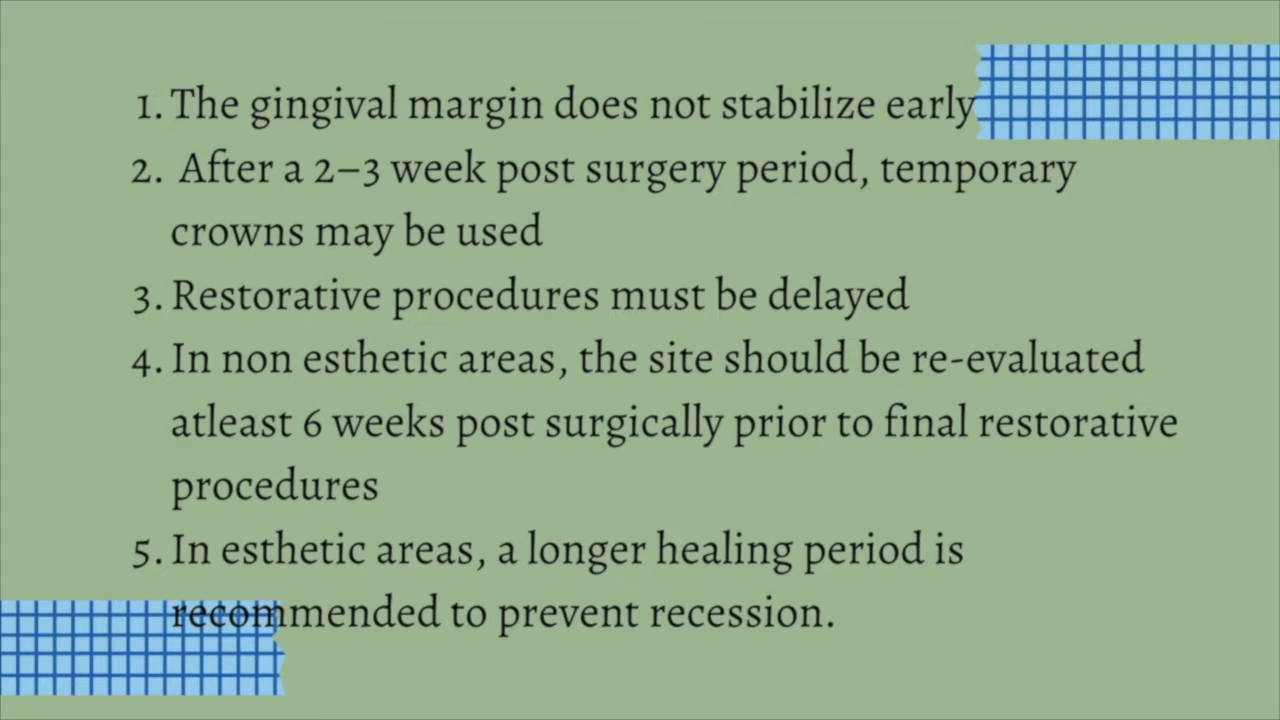 1. The gingival margin does not stabilize early
2. After a 2–3 week post surgery period, temporary
crowns may be used
3. Restorative procedures must be delayed
4. In non esthetic areas, the site should be re-evaluated
atleast 6 weeks post surgically prior to final restorative
procedures
5. In esthetic areas, a longer healing period is
recommended to prevent recession.